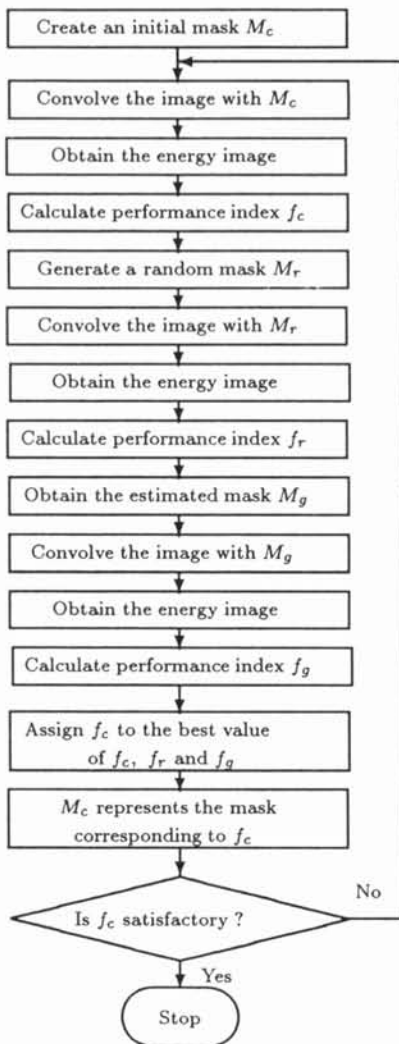 Create an initial mask M_c
Convolve the image with M_c
Obtain the energy image
Calculate performance index f_c
Generate a random mask M_r
Convolve the image with M_r
Obtain the energy image
Calculate performance index f_r
Obtain the estimated mask M_g
Convolve the image with M_g
Obtain the energy image
Calculate performance index f_g
Assign f_c to the best value
of f_c, f_r and f_g
M_c represents the mask
corresponding to f_c
No
Is f_c satisfactory ?
Yes
Stop